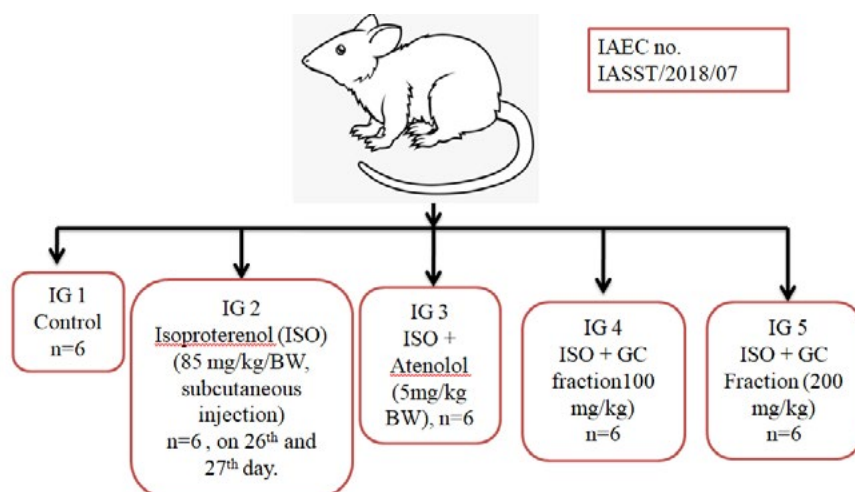 IAEC no.
IASST/2018/07
IG 1
Control
n=6
IG 2
Isoproterenol (ISO)
(85 mg/kg/BW,
subcutaneous
injection)
n=6 , on 26th and
27th day.
IG 3
ISO +
Atenolol
(5mg/kg
BW), n=6
IG 4
ISO + GC
fraction100
mg/kg)
n=6
IG 5
ISO + GC
Fraction (200
mg/kg)
n=6